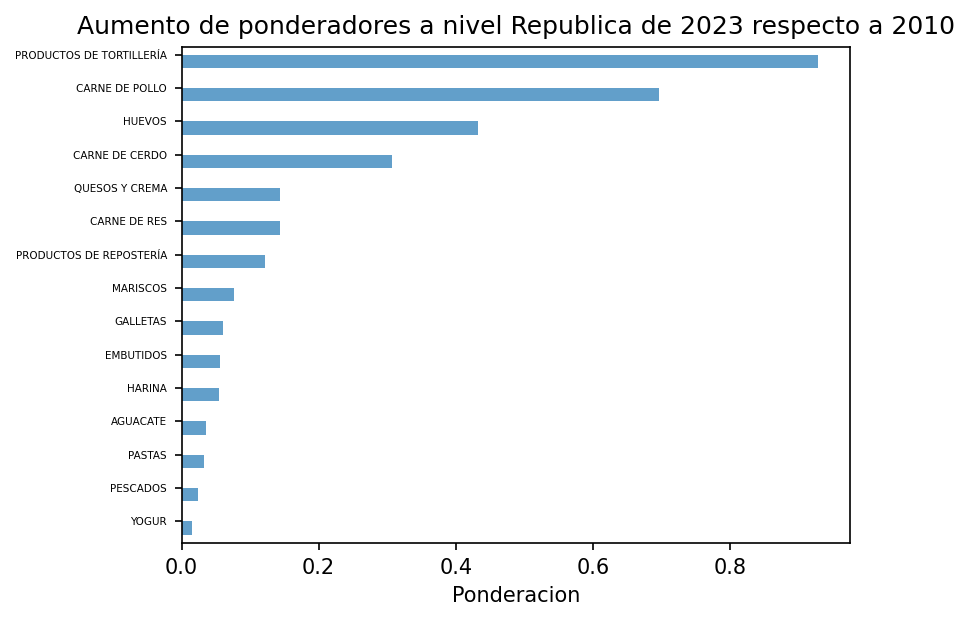 Aumento de ponderadores a nivel Republica de 2023 respecto a 2010
PRODUCTOS DE TORTILLERÍA
CARNE DE POLLO
HUEVOS
CARNE DE CERDO
QUESOS Y CREMA
CARNE DE RES
PRODUCTOS DE REPOSTERÍA
MARISCOS
GALLETAS
EMBUTIDOS
HARINA
AGUACATE
PASTAS
PESCADOS
YOGUR
0.0 0.2 0.4 0.6 0.8
Ponderacion